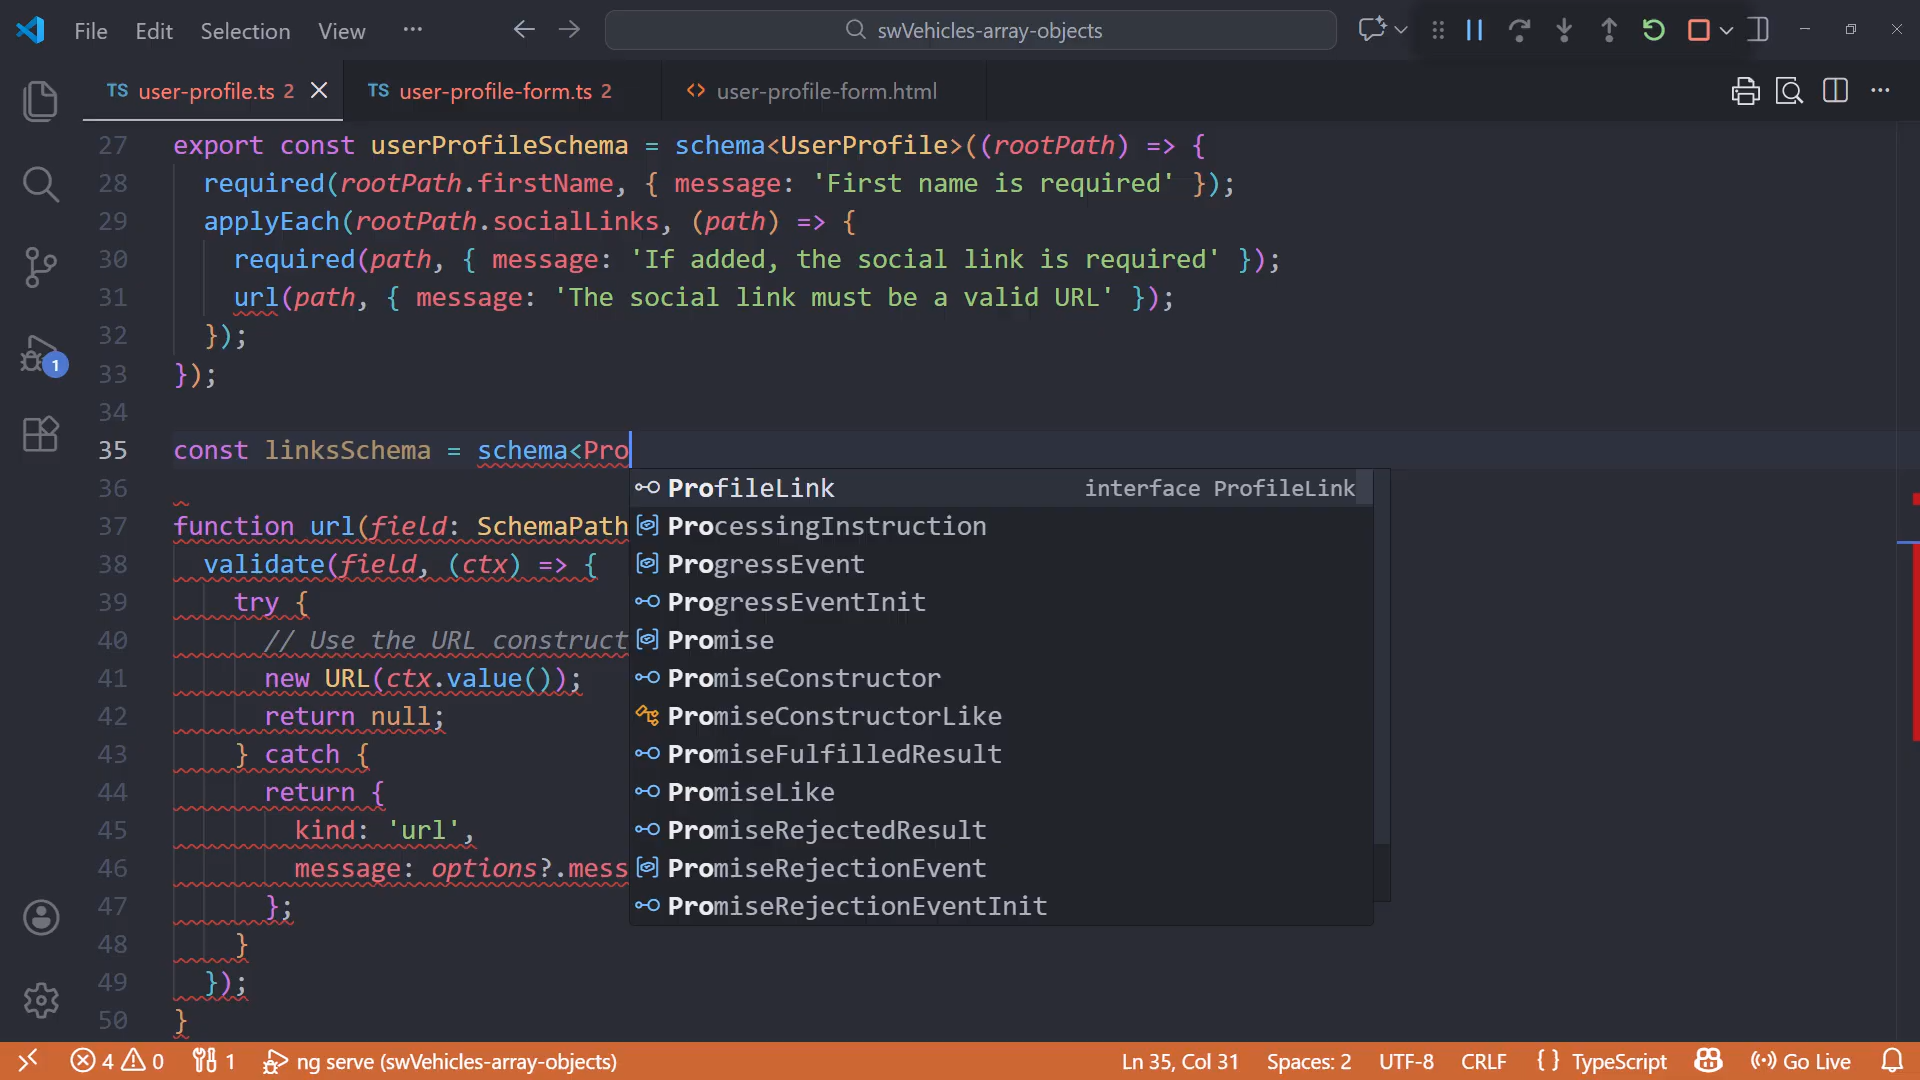 File Edit Selection View ··· swVehicles-array-objects
TS user-profile.ts 2 TS user-profile-form.ts 2 <> user-profile-form.html
27 export const userProfileSchema = schema<UserProfile>((rootPath) => {
28 required(rootPath.firstName, { message: 'First name is required' });
29 applyEach(rootPath.socialLinks, (path) => {
30 required(path, { message: 'If added, the social link is required' });
31 url(path, { message: 'The social link must be a valid URL' });
32 });
33 });
34
35 const linksSchema = schema<Pro
36
37 function url(field: SchemaPath
38 validate(field, (ctx) => {
39 try {
40 // Use the URL construct
41 new URL(ctx.value());
42 return null;
43 } catch {
44 return {
45 kind: 'url',
46 message: options?.mess
47 };
48 }
49 });
50 }
ProfileLink interface ProfileLink
ProcessingInstruction
ProgressEvent
ProgressEventInit
Promise
PromiseConstructor
PromiseConstructorLike
PromiseFulfilledResult
PromiseLike
PromiseRejectedResult
PromiseRejectionEvent
PromiseRejectionEventInit
1
4 0 1 ng serve (swVehicles-array-objects) Ln 35, Col 31 Spaces: 2 UTF-8 CRLF { } TypeScript Go Live